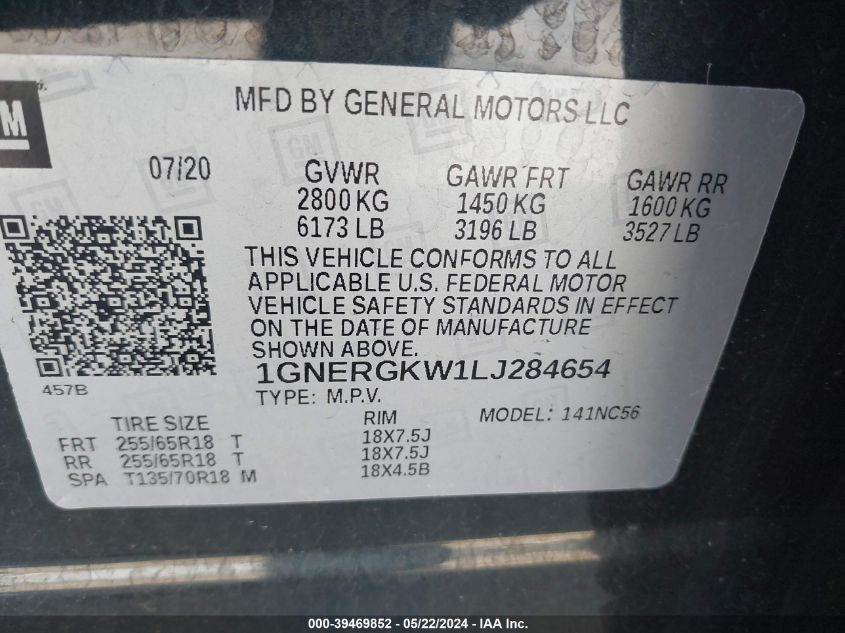 GM
MFD BY GENERAL MOTORS LLC
07/20
GVWR GAWR FRT GAWR RR
2800 KG 1450 KG 1600 KG
6173 LB 3196 LB 3527 LB
THIS VEHICLE CONFORMS TO ALL
APPLICABLE U.S. FEDERAL MOTOR
VEHICLE SAFETY STANDARDS IN EFFECT
ON THE DATE OF MANUFACTURE
SHOWN ABOVE.
1GNERGKW1LJ284654
457B
TYPE: M.P.V. MODEL: 141NC56
TIRE SIZE RIM
FRT 255/65R18 T 18X7.5J
RR 255/65R18 T 18X7.5J
SPA T135/70R18 M 18X4.5B
000-39469852 - 05/22/2024 - IAA Inc.